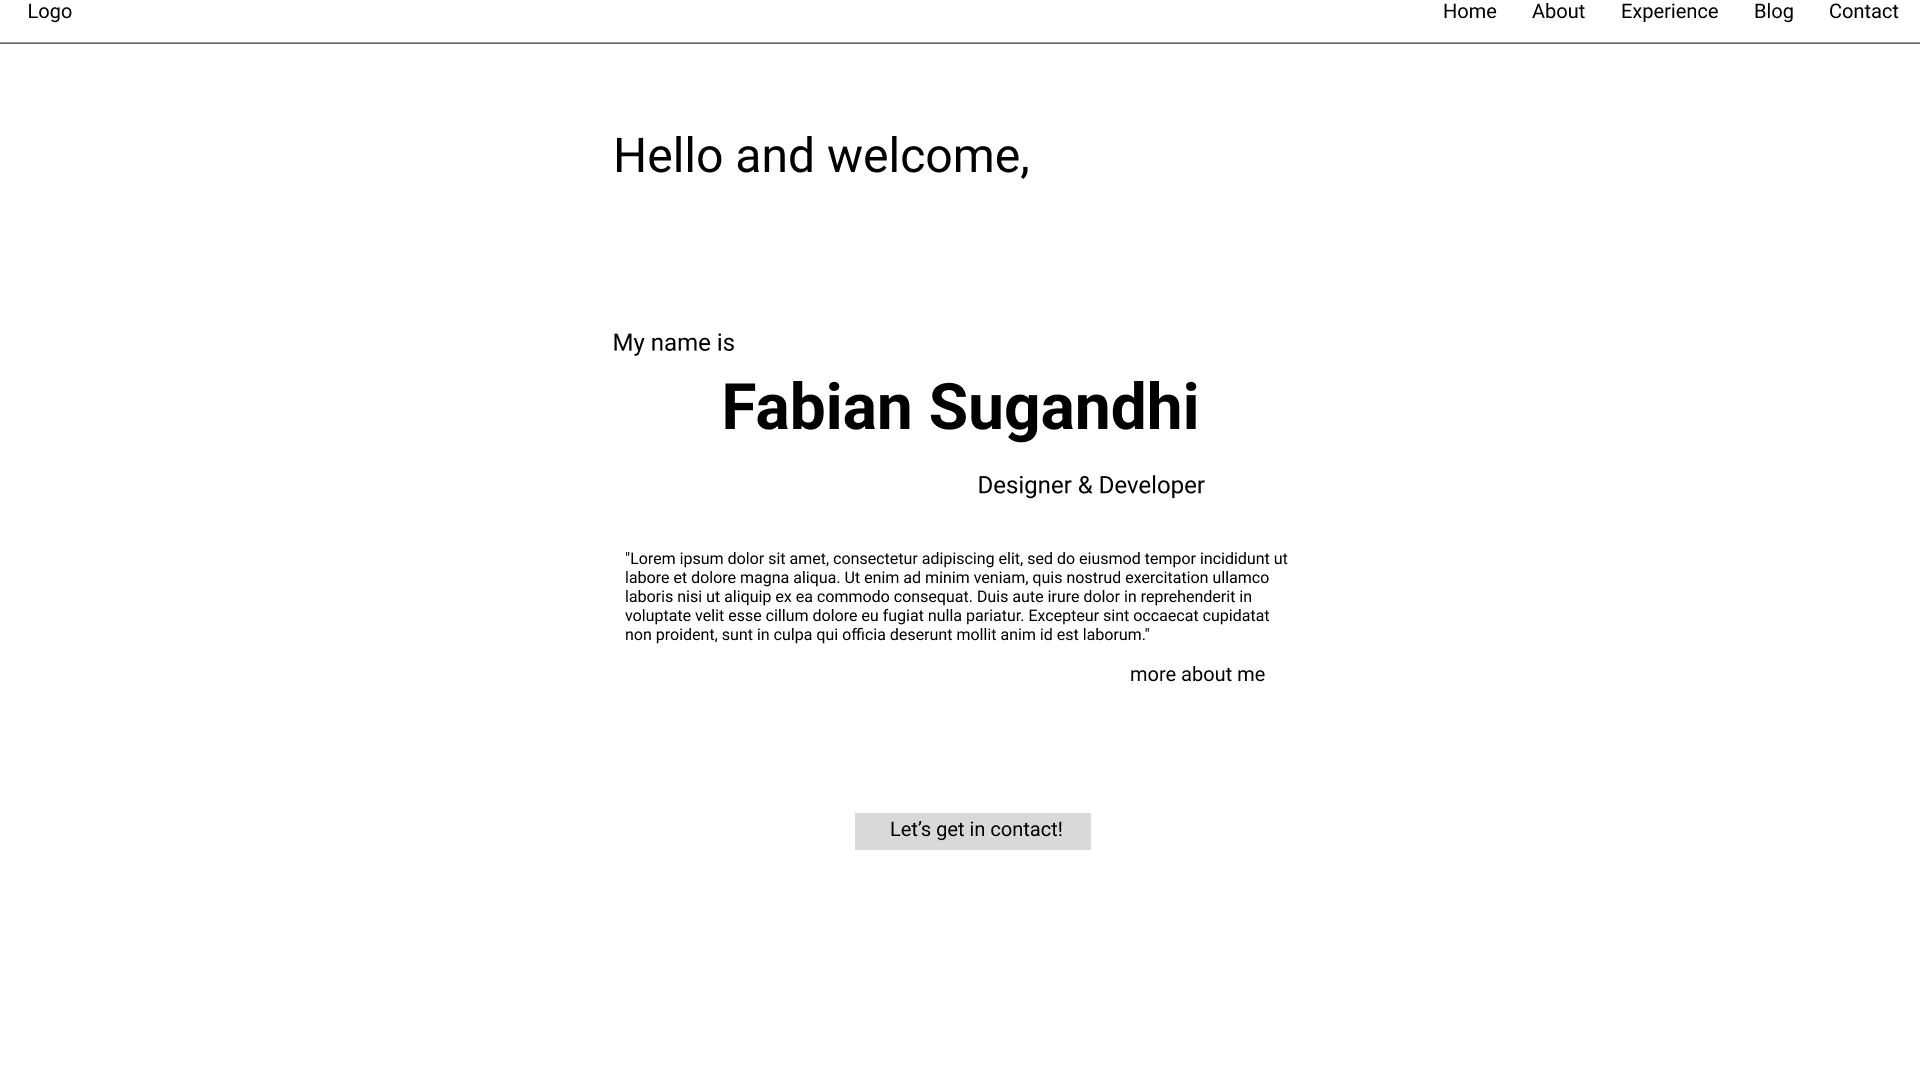 Logo Home About Experience Blog Contact
Hello and welcome,
My name is
Fabian Sugandhi
Designer & Developer
"Lorem ipsum dolor sit amet, consectetur adipiscing elit, sed do eiusmod tempor incididunt ut
labore et dolore magna aliqua. Ut enim ad minim veniam, quis nostrud exercitation ullamco
laboris nisi ut aliquip ex ea commodo consequat. Duis aute irure dolor in reprehenderit in
voluptate velit esse cillum dolore eu fugiat nulla pariatur. Excepteur sint occaecat cupidatat
non proident, sunt in culpa qui officia deserunt mollit anim id est laborum."
more about me
Let’s get in contact!